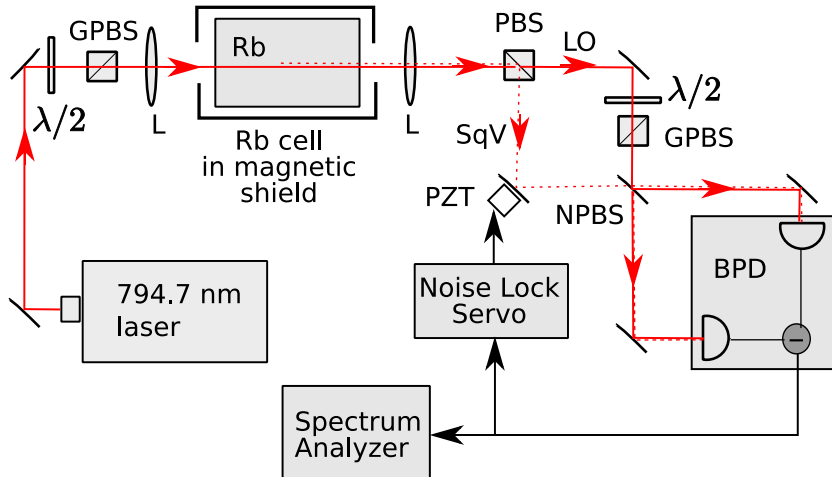 GPBS
Rb
PBS
LO
λ/2
L
L
λ/2
Rb cell
in magnetic
shield
SqV
GPBS
PZT
NPBS
BPD
794.7 nm
laser
Noise Lock
Servo
−
Spectrum
Analyzer